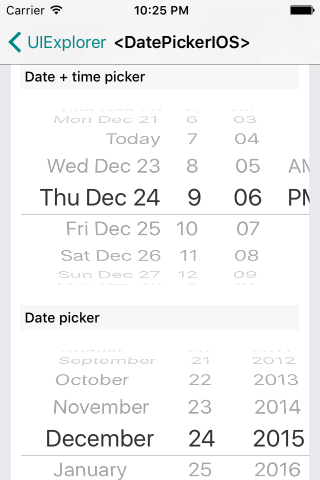 Carrier 10:25 PM
UIExplorer <DatePickerIOS>
Date + time picker
Mon Dec 21 6 03
Today 7 04
Wed Dec 23 8 05 AM
Thu Dec 24 9 06 PM
Fri Dec 25 10 07
Sat Dec 26 11 08
Sun Dec 27 12 09
Date picker
September 21 2012
October 22 2013
November 23 2014
December 24 2015
January 25 2016